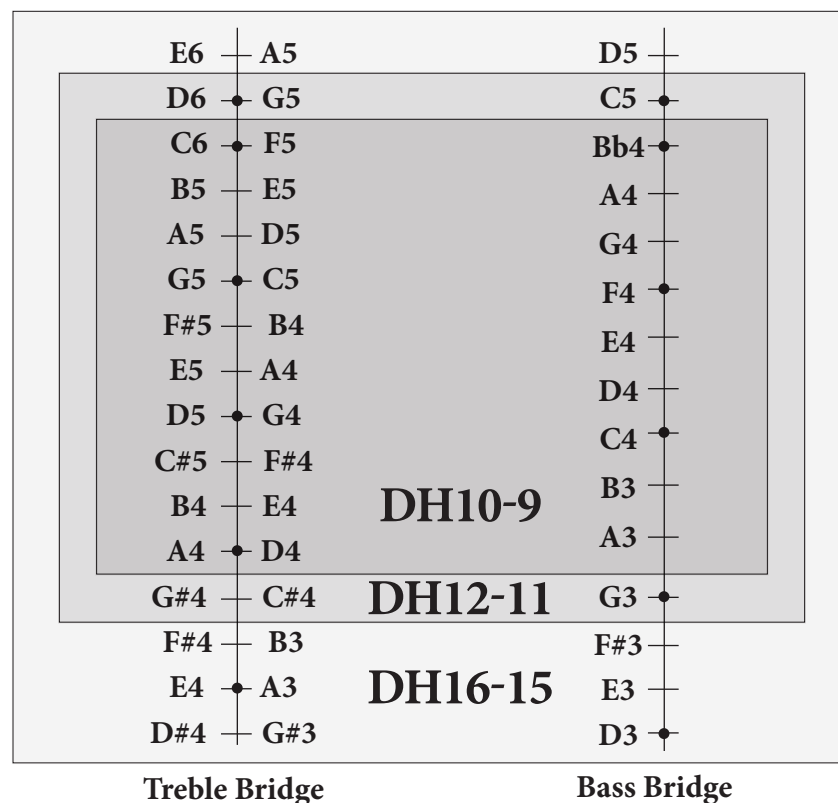 E6 A5 D5
D6 G5 C5
C6 F5 Bb4
B5 E5 A4
A5 D5 G4
G5 C5 F4
F#5 B4 E4
E5 A4 D4
D5 G4 C4
C#5 F#4 B3
B4 E4 DH10-9 A3
A4 D4
G#4 C#4 DH12-11 G3
F#4 B3 F#3
E4 A3 DH16-15 E3
D#4 G#3 D3
Treble Bridge Bass Bridge